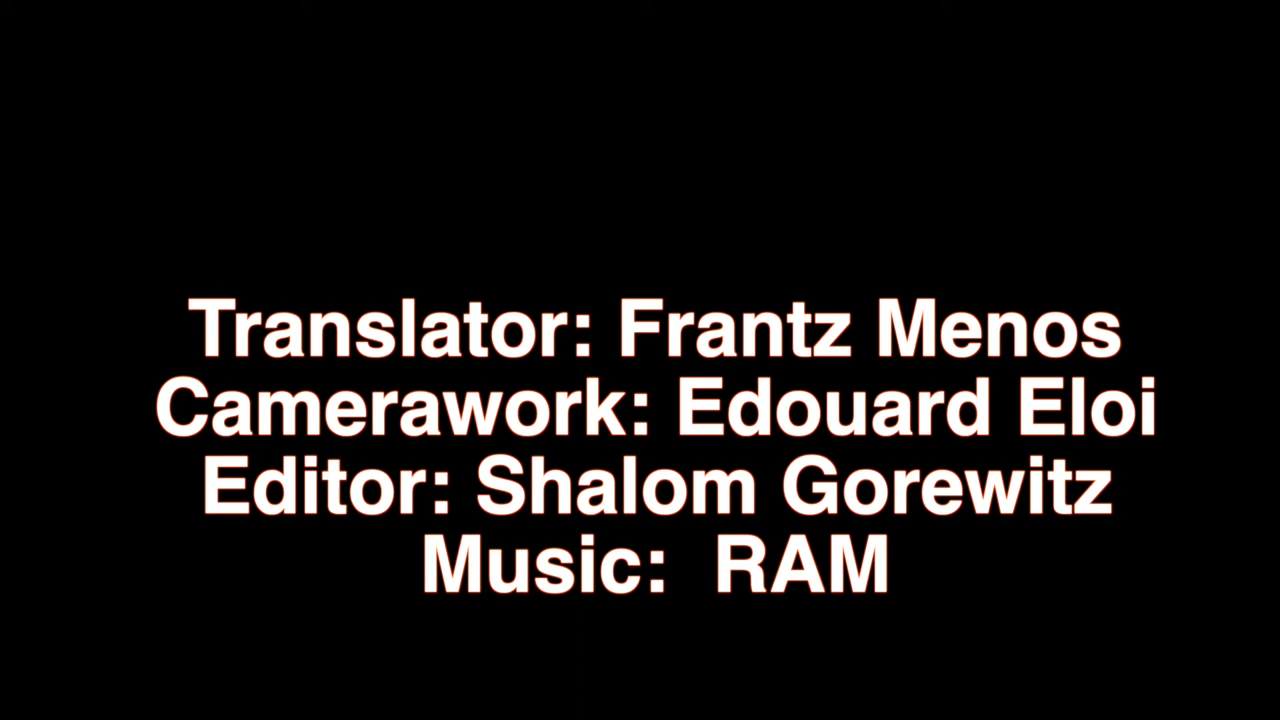 Translator: Frantz Menos
Camerawork: Edouard Eloi
Editor: Shalom Gorewitz
Music:  RAM